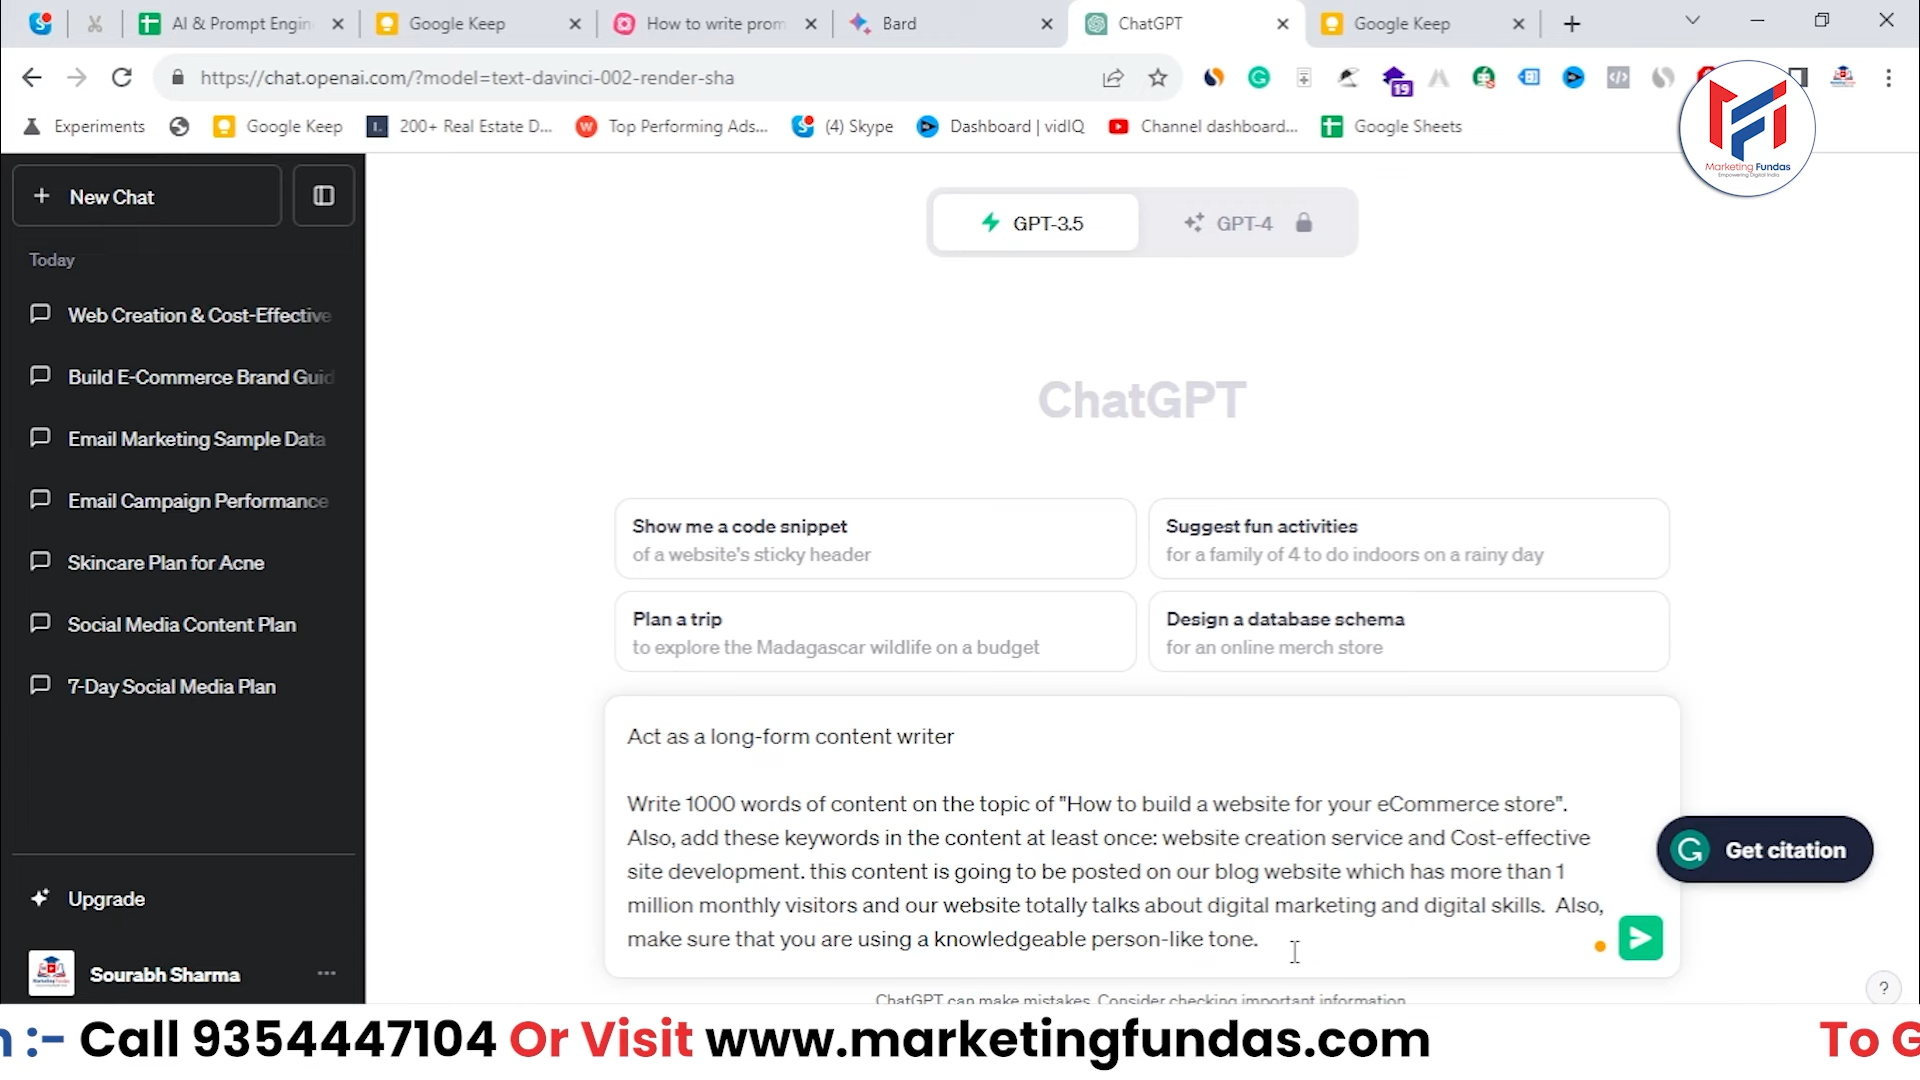 AI & Prompt Engin
Google Keep
How to write prom
Bard
ChatGPT
Google Keep
https://chat.openai.com/?model=text-davinci-002-render-sha
19
Experiments
Google Keep
200+ Real Estate D...
Top Performing Ads...
(4) Skype
Dashboard | vidIQ
Channel dashboard...
Google Sheets
Marketing Fundas
Empowering Digital India
New Chat
GPT-3.5
GPT-4
Today
Web Creation & Cost-Effective
Build E-Commerce Brand Guid
Email Marketing Sample Data
Email Campaign Performance
Skincare Plan for Acne
Social Media Content Plan
7-Day Social Media Plan
ChatGPT
Show me a code snippet
of a website's sticky header
Suggest fun activities
for a family of 4 to do indoors on a rainy day
Plan a trip
to explore the Madagascar wildlife on a budget
Design a database schema
for an online merch store
Act as a long-form content writer
Write 1000 words of content on the topic of "How to build a website for your eCommerce store".
Also, add these keywords in the content at least once: website creation service and Cost-effective
site development. this content is going to be posted on our blog website which has more than 1
million monthly visitors and our website totally talks about digital marketing and digital skills.  Also,
make sure that you are using a knowledgeable person-like tone.
Get citation
Upgrade
Sourabh Sharma
ChatGPT can make mistakes. Consider checking important information.
?
n :- Call 9354447104 Or Visit www.marketingfundas.com
To G